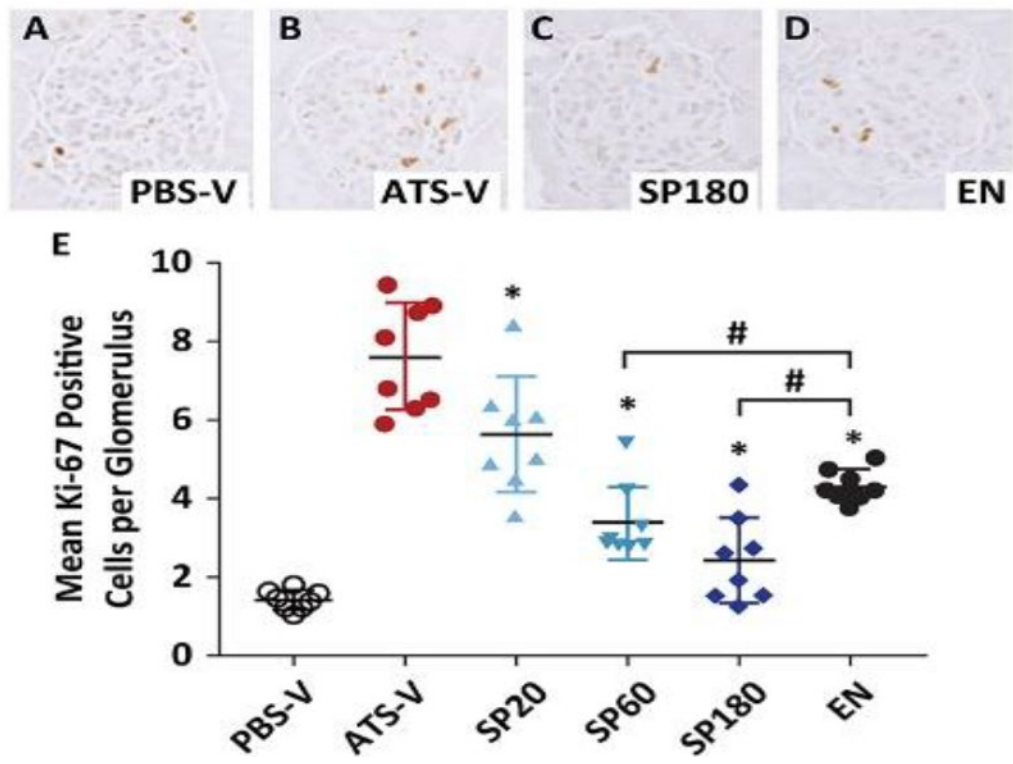 A
B
C
D
PBS-V
ATS-V
SP180
EN
E
Mean Ki-67 Positive
Cells per Glomerulus
10
8
6
4
2
0
*
*
*
*
#
#
PBS-V
ATS-V
SP20
SP60
SP180
EN